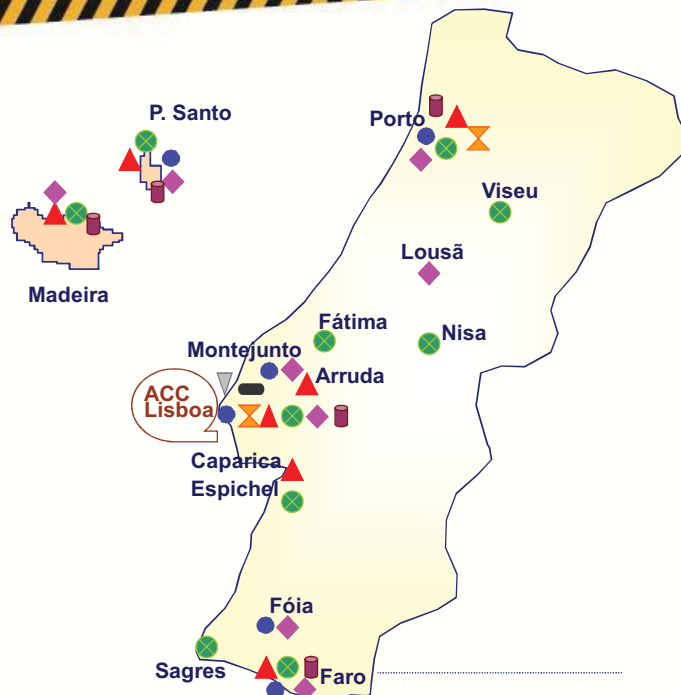 P. Santo
Porto
Viseu
Madeira
Lousã
Fátima
Nisa
Montejunto
Arruda
ACC
Lisboa
Caparica
Espichel
Fóia
Sagres
Faro